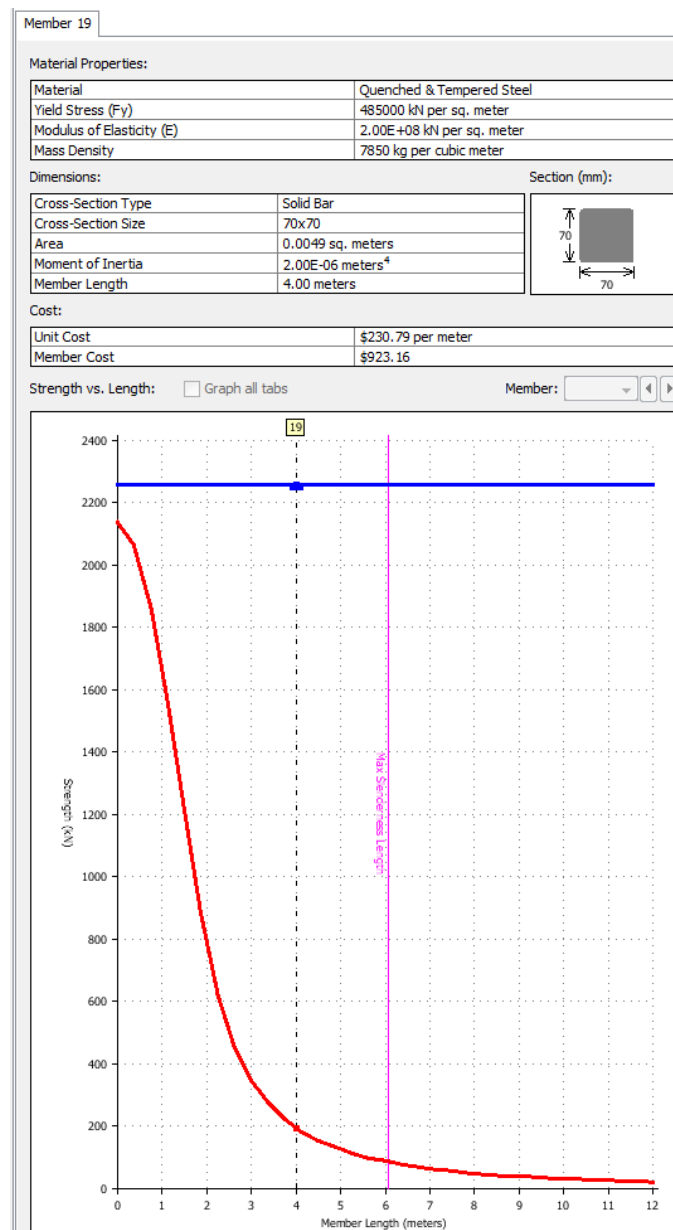 Member 19
Material Properties:
Material Quenched & Tempered Steel
Yield Stress (Fy) 485000 kN per sq. meter
Modulus of Elasticity (E) 2.00E+08 kN per sq. meter
Mass Density 7850 kg per cubic meter
Dimensions: Section (mm):
Cross-Section Type Solid Bar
Cross-Section Size 70x70
Area 0.0049 sq. meters
Moment of Inertia 2.00E-06 meters⁴
Member Length 4.00 meters
70
70
Cost:
Unit Cost $230.79 per meter
Member Cost $923.16
Strength vs. Length: Graph all tabs Member:
19
2400
2200
2000
1800
1600
1400
1200
1000
800
600
400
200
0
Strength (kN)
Max Slenderness Length
0 1 2 3 4 5 6 7 8 9 10 11 12
Member Length (meters)